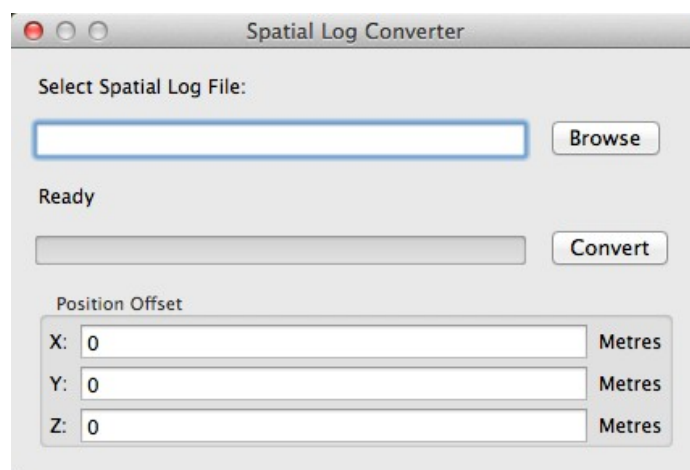 Spatial Log Converter
Select Spatial Log File:
Browse
Ready
Convert
Position Offset
X: 0 Metres
Y: 0 Metres
Z: 0 Metres